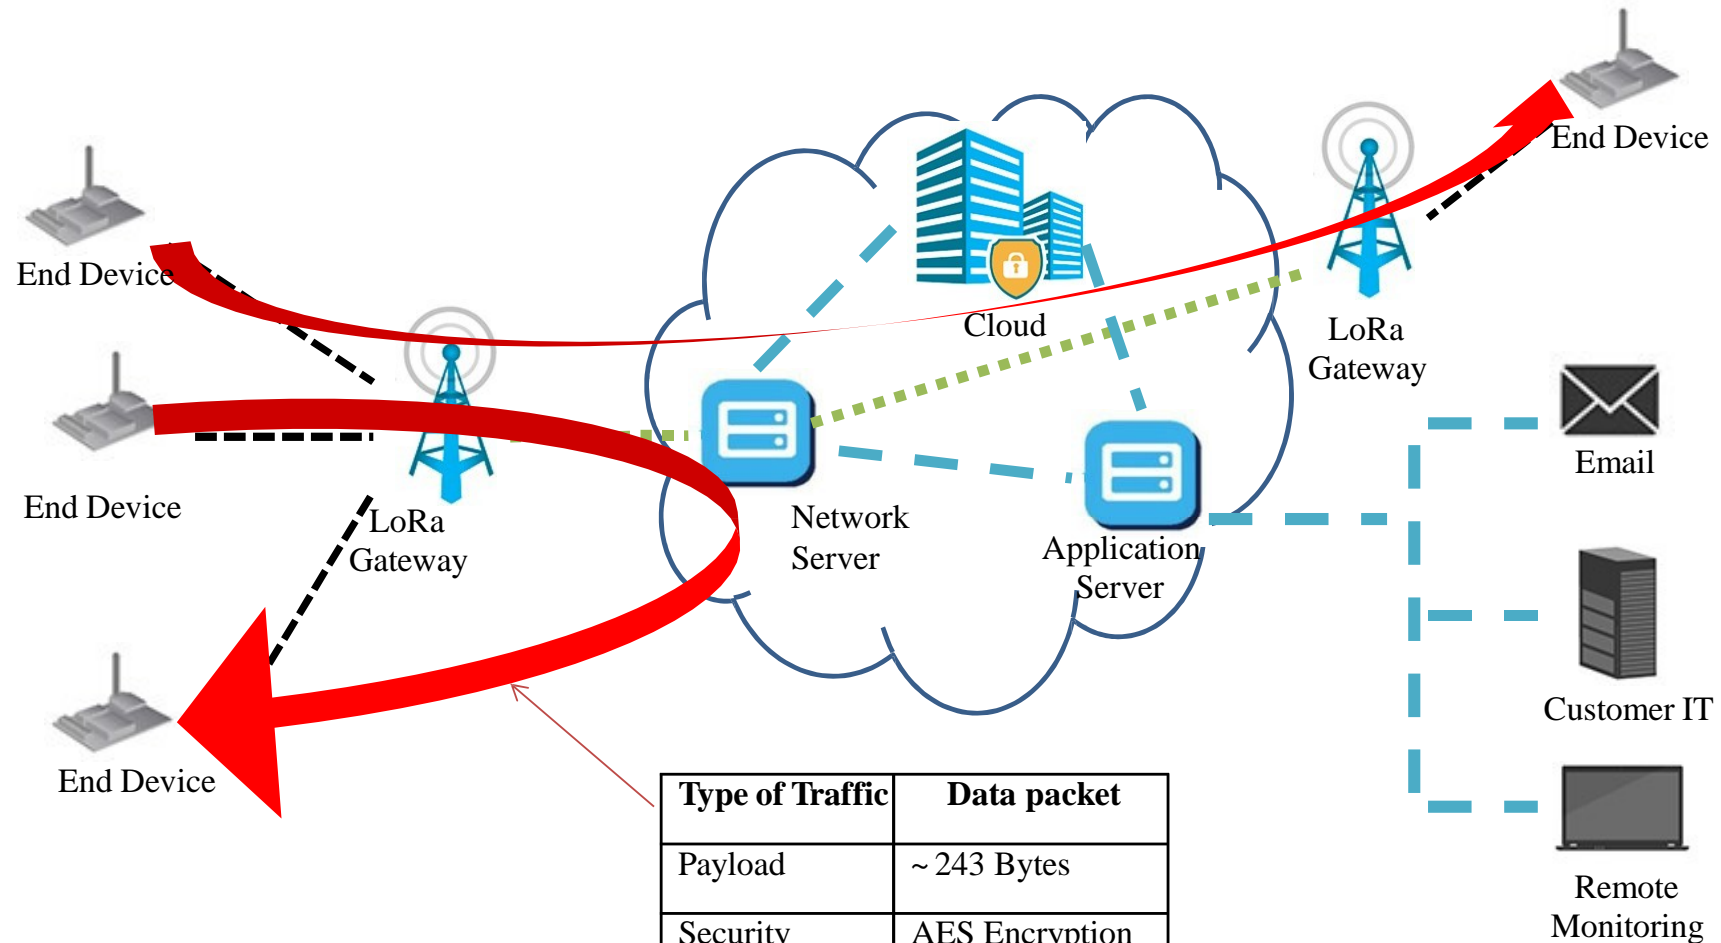 End Device
End Device
Cloud
LoRa
Gateway
End Device
LoRa
Gateway
Network
Server
Application
Server
Email
End Device
Customer IT
Type of Traffic Data packet
Payload ~ 243 Bytes
Security AES Encryption
Remote
Monitoring